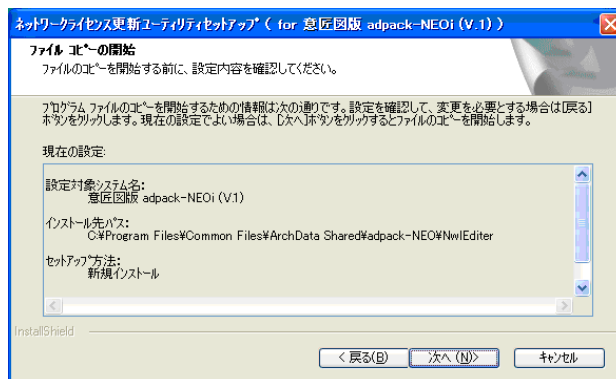 ネットワークライセンス更新ユーティリティセットアップ ( for 意匠図版 adpack-NEOi (V.1) )
ファイル コピーの開始
ファイルのコピーを開始する前に、設定内容を確認してください。
プログラム ファイルのコピーを開始するための情報は次の通りです。設定を確認して、変更を必要とする場合は[戻る]
ボタンをクリックします。現在の設定でよい場合は、[次へ]ボタンをクリックするとファイルのコピーを開始します。
現在の設定:
設定対象システム名:
意匠図版 adpack-NEOi (V.1)
インストール先パス:
C:¥Program Files¥Common Files¥ArchData Shared¥adpack-NEO¥NwlEditer
セットアップ方法:
新規インストール
InstallShield
< 戻る(B)
次へ (N)>
キャンセル